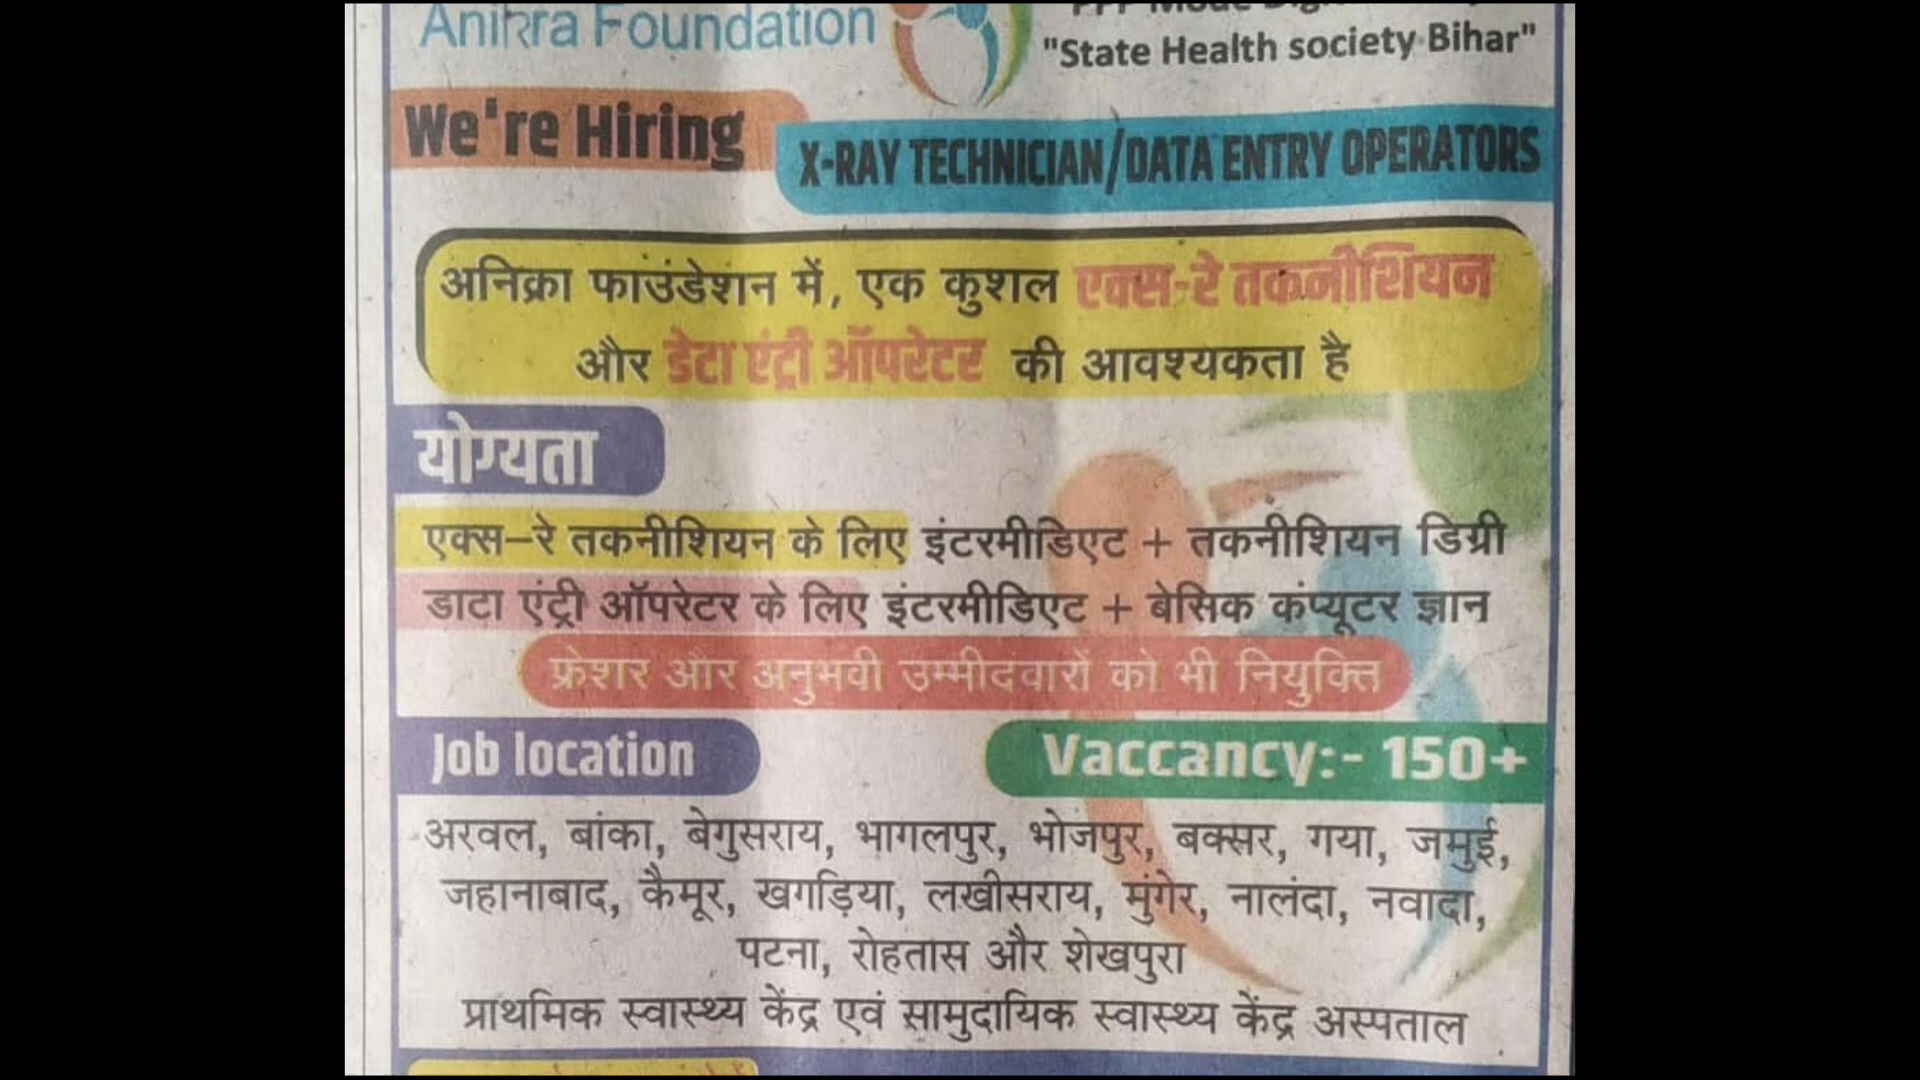 Anikra Foundation
"State Health society Bihar"
We're Hiring
X-RAY TECHNICIAN/DATA ENTRY OPERATORS
अनिक्रा फाउंडेशन में, एक कुशल एक्स-रे तकनीशियन
और डेटा एंट्री ऑपरेटर की आवश्यकता है
योग्यता
एक्स–रे तकनीशियन के लिए इंटरमीडिएट + तकनीशियन डिग्री
डाटा एंट्री ऑपरेटर के लिए इंटरमीडिएट + बेसिक कंप्यूटर ज्ञान
फ्रेशर और अनुभवी उम्मीदवारों को भी नियुक्ति
Job location
Vaccancy:- 150+
अरवल, बांका, बेगुसराय, भागलपुर, भोजपुर, बक्सर, गया, जमुई,
जहानाबाद, कैमूर, खगड़िया, लखीसराय, मुंगेर, नालंदा, नवादा,
पटना, रोहतास और शेखपुरा
प्राथमिक स्वास्थ्य केंद्र एवं सामुदायिक स्वास्थ्य केंद्र अस्पताल